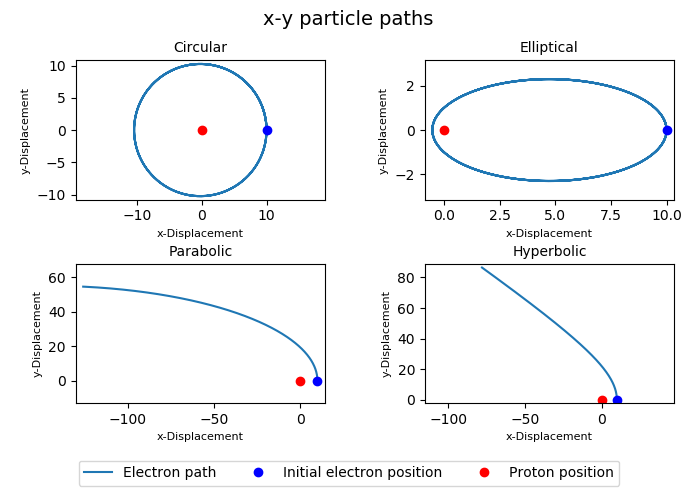 x-y particle paths
Circular
10
5
0
−5
−10
y-Displacement
−10 0 10
x-Displacement
Elliptical
2
0
−2
y-Displacement
0.0 2.5 5.0 7.5 10.0
x-Displacement
Parabolic
60
40
20
0
y-Displacement
−100 −50 0
x-Displacement
Hyperbolic
80
60
40
20
0
y-Displacement
−100 −50 0
x-Displacement
Electron path Initial electron position Proton position